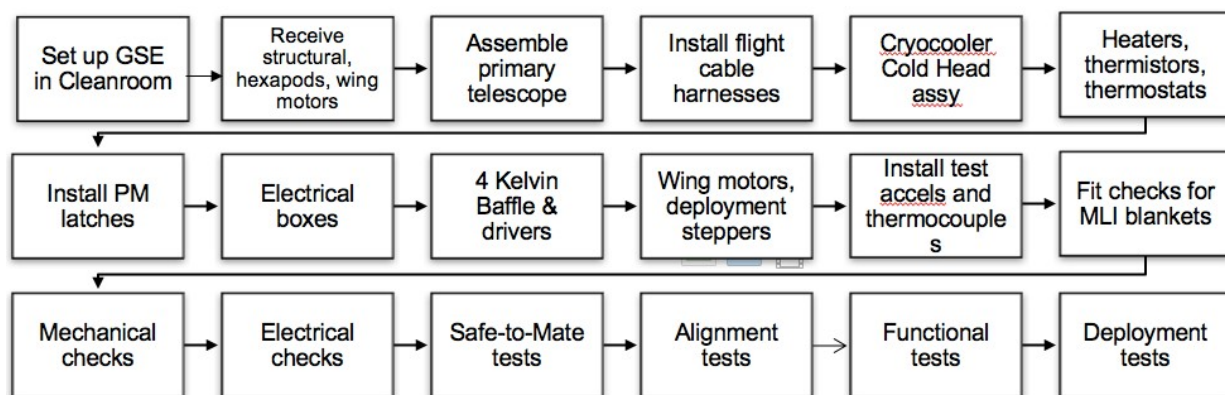 Set up GSE
in Cleanroom
Receive
structural,
hexapods, wing
motors
Assemble
primary
telescope
Install flight
cable
harnesses
Cryocooler
Cold Head
assy
Heaters,
thermistors,
thermostats
Install PM
latches
Electrical
boxes
4 Kelvin
Baffle &
drivers
Wing motors,
deployment
steppers
Install test
accels and
thermocouple
s
Fit checks for
MLI blankets
Mechanical
checks
Electrical
checks
Safe-to-Mate
tests
Alignment
tests
Functional
tests
Deployment
tests